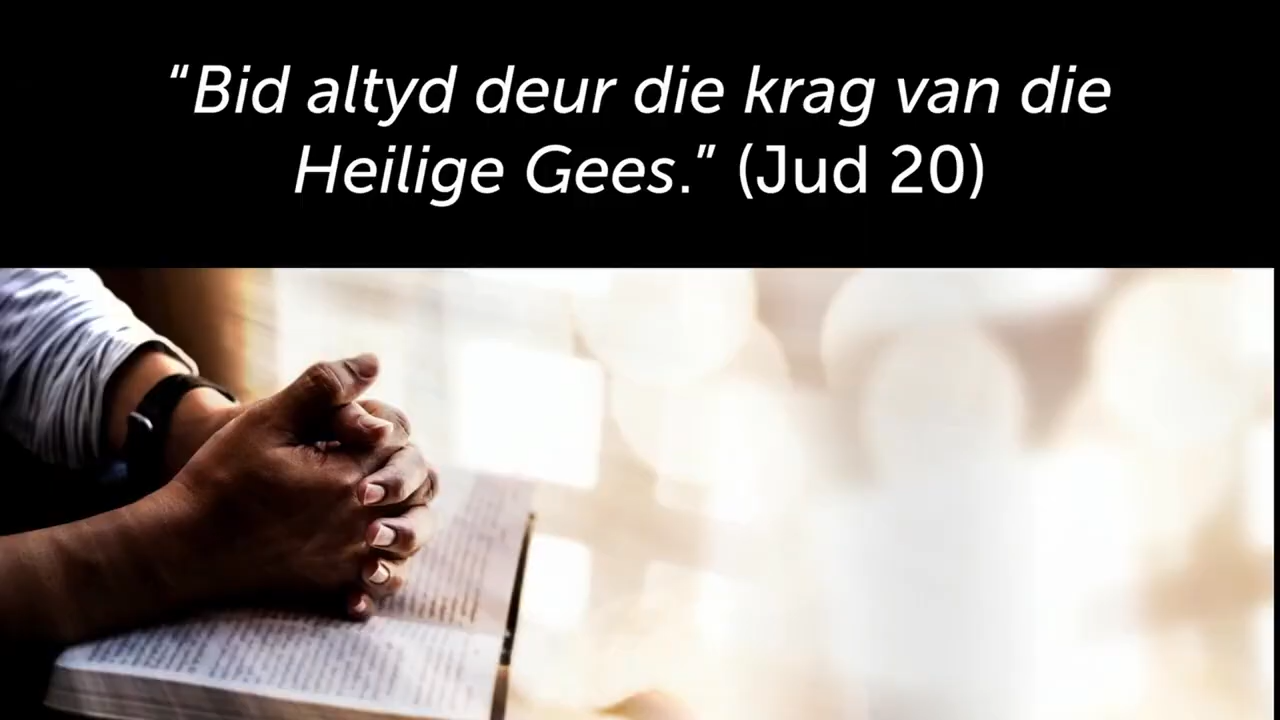 “Bid altyd deur die krag van die
Heilige Gees.” (Jud 20)